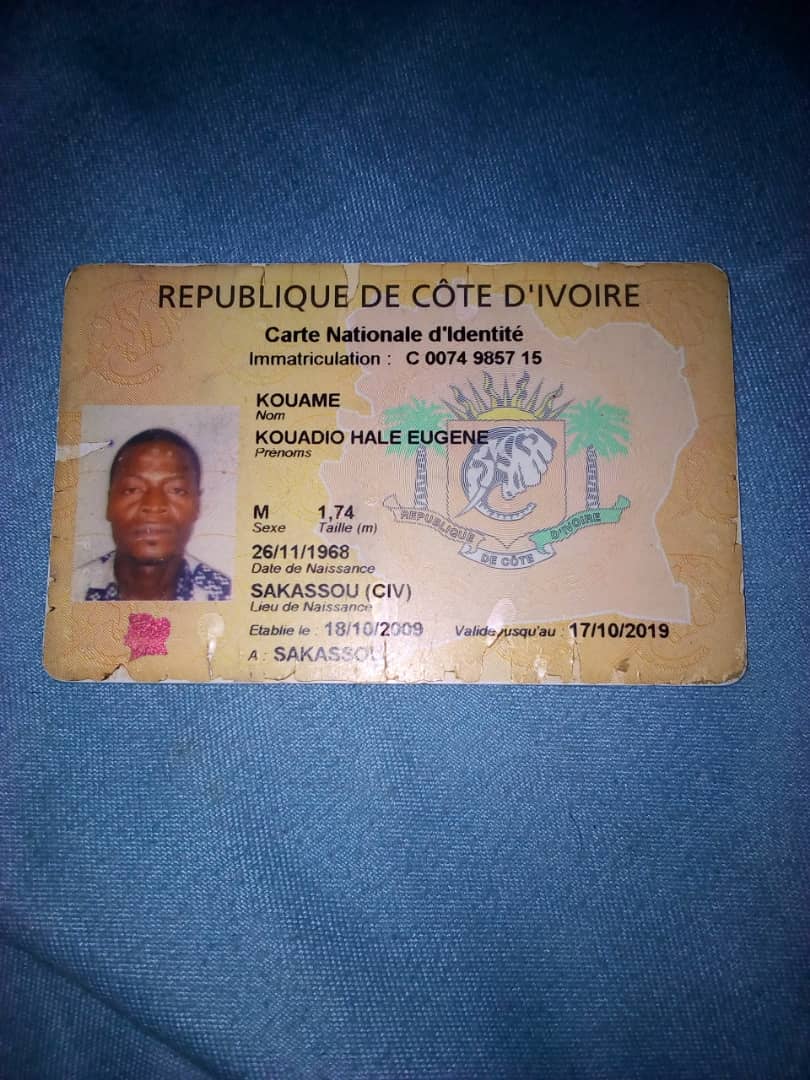 REPUBLIQUE DE CÔTE D'IVOIRE
Carte Nationale d'Identité
Immatriculation : C 0074 9857 15
KOUAME
Nom
KOUADIO HALE EUGENE
Prénoms
M 1,74
Sexe Taille (m)
26/11/1968
Date de Naissance
SAKASSOU (CIV)
Lieu de Naissance
Etablie le : 18/10/2009 Valide jusqu'au : 17/10/2019
A : SAKASSOU
REPUBLIQUE
DE CÔTE
D'IVOIRE